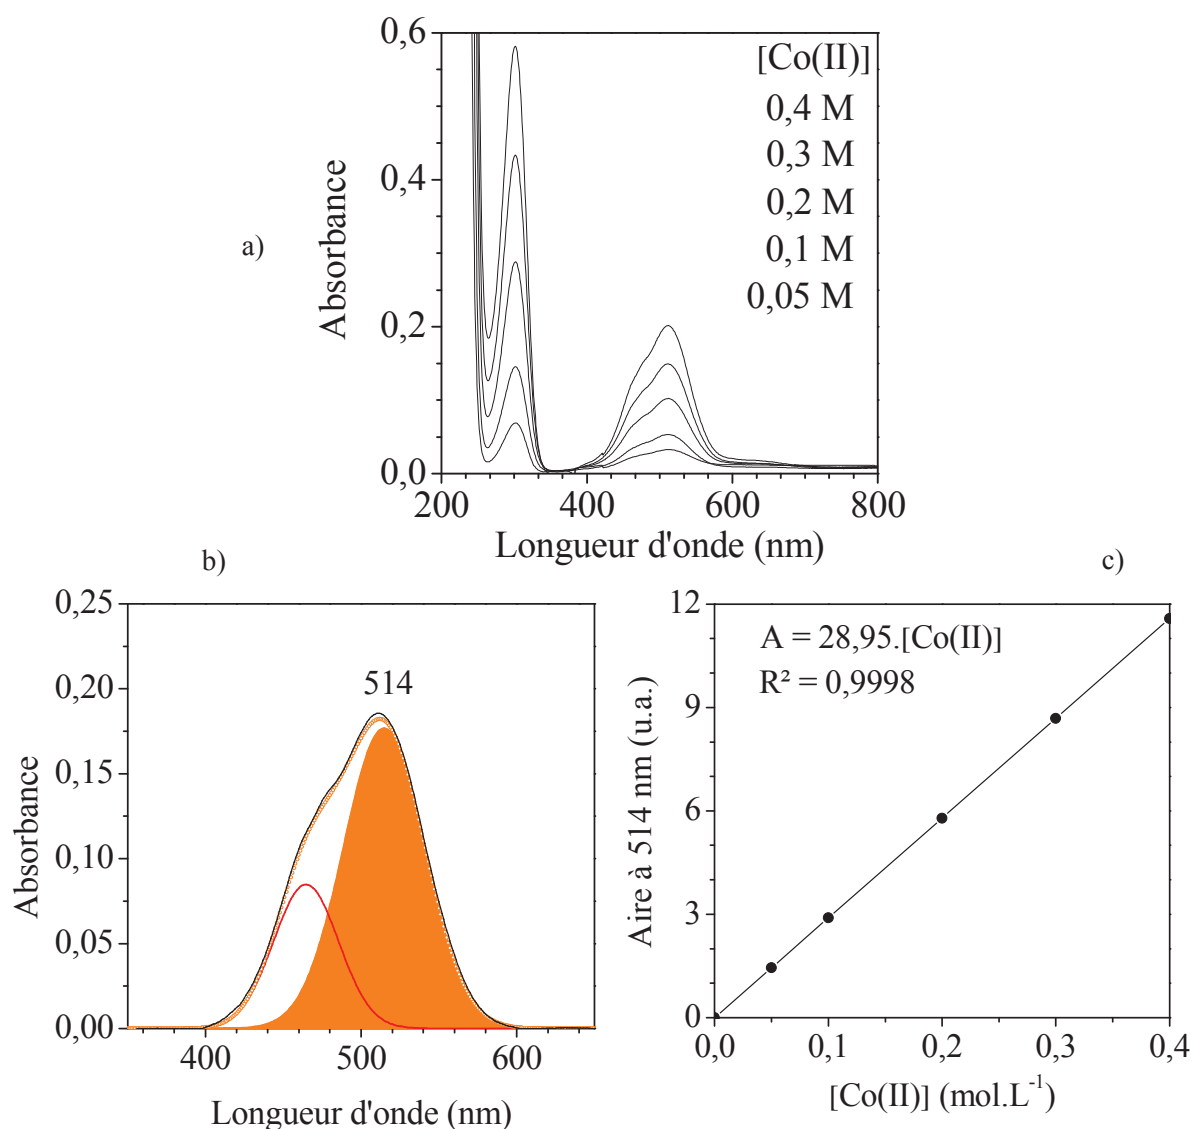 0,6
[Co(II)]
0,4 M
0,4
0,3 M
0,2 M
a)
Absorbance
0,1 M
0,05 M
0,2
0,0
200
400
600
800
Longueur d'onde (nm)
b)
c)
0,25
0,20
514
0,15
0,10
0,05
0,00
Absorbance
400
500
600
Longueur d'onde (nm)
12
A = 28,95.[Co(II)]
R² = 0,9998
9
6
3
0
Aire à 514 nm (u.a.)
0,0
0,1
0,2
0,3
0,4
[Co(II)] (mol.L-1)